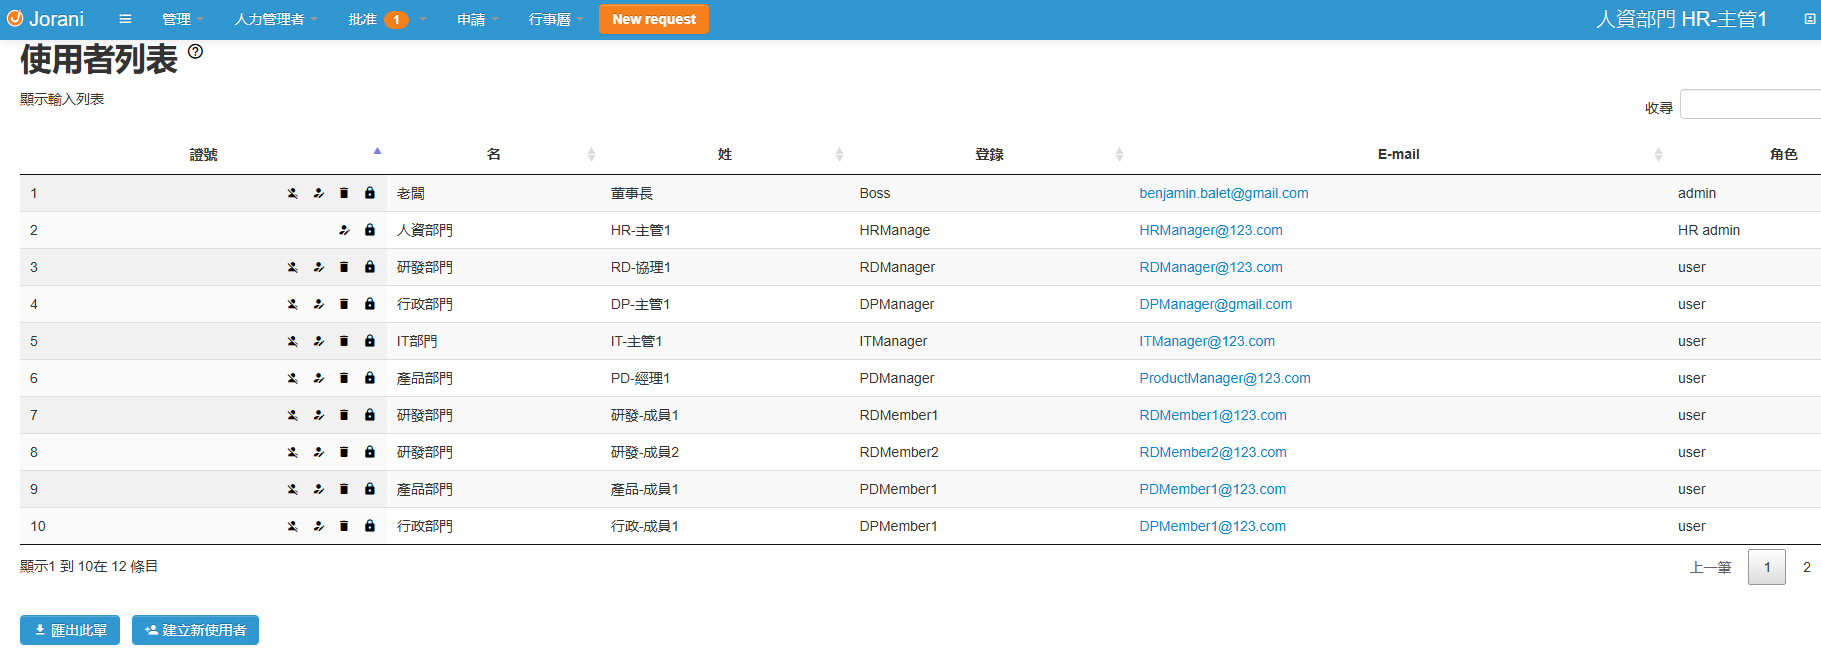 Jorani 管理 人力管理者 批准 1 申請 行事曆 New request 人資部門 HR-主管1
使用者列表
顯示輸入列表
收尋
證號 名 姓 登錄 E-mail 角色
1 老闆 董事長 Boss benjamin.balet@gmail.com admin
2 人資部門 HR-主管1 HRManage HRManager@123.com HR admin
3 研發部門 RD-協理1 RDManager RDManager@123.com user
4 行政部門 DP-主管1 DPManager DPManager@gmail.com user
5 IT部門 IT-主管1 ITManager ITManager@123.com user
6 產品部門 PD-經理1 PDManager ProductManager@123.com user
7 研發部門 研發-成員1 RDMember1 RDMember1@123.com user
8 研發部門 研發-成員2 RDMember2 RDMember2@123.com user
9 產品部門 產品-成員1 PDMember1 PDMember1@123.com user
10 行政部門 行政-成員1 DPMember1 DPMember1@123.com user
顯示1 到 10在 12 條目
上一筆 1 2
匯出此單 建立新使用者